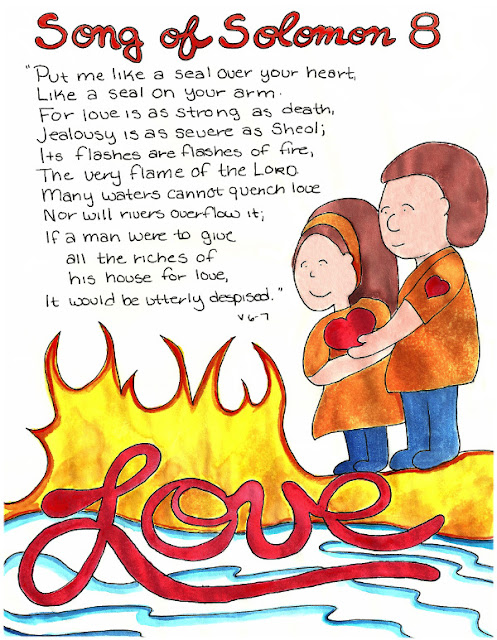 Song of Solomon 8
"Put me like a seal over your heart,
Like a seal on your arm.
For love is as strong as death,
Jealousy is as severe as Sheol;
Its flashes are flashes of fire,
The very flame of the LORD
Many waters cannot quench love
Nor will rivers overflow it;
If a man were to give
all the riches of
his house for love,
It would be utterly despised."
v 6-7
Love